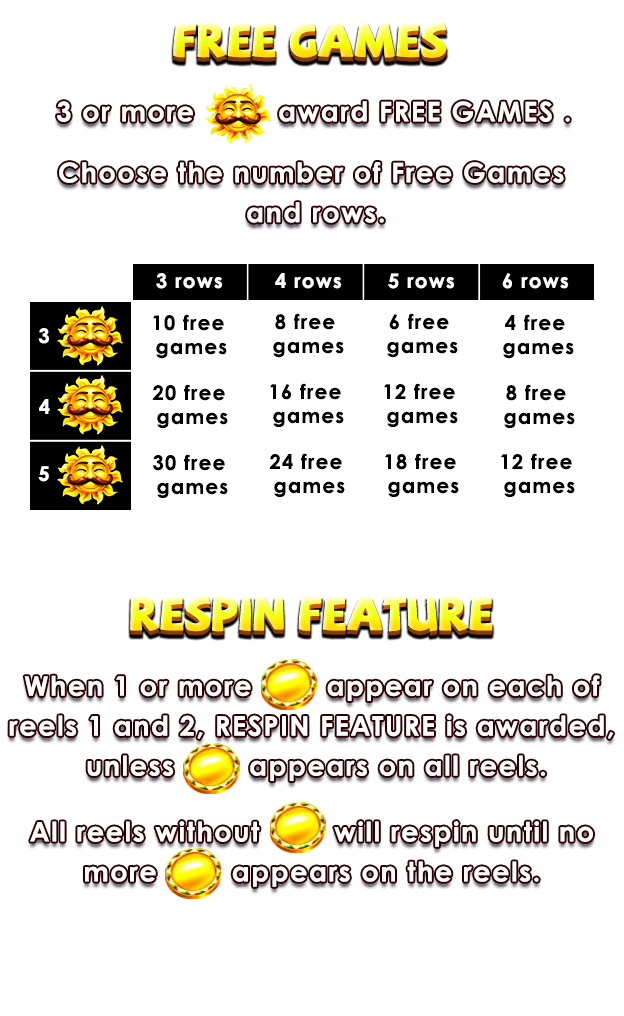 FREE GAMES
3 or more award FREE GAMES .
Choose the number of Free Games
and rows.
3 rows 4 rows 5 rows 6 rows
3 10 free games 8 free games 6 free games 4 free games
4 20 free games 16 free games 12 free games 8 free games
5 30 free games 24 free games 18 free games 12 free games
RESPIN FEATURE
When 1 or more appear on each of
reels 1 and 2, RESPIN FEATURE is awarded,
unless appears on all reels.
All reels without will respin until no
more appears on the reels.